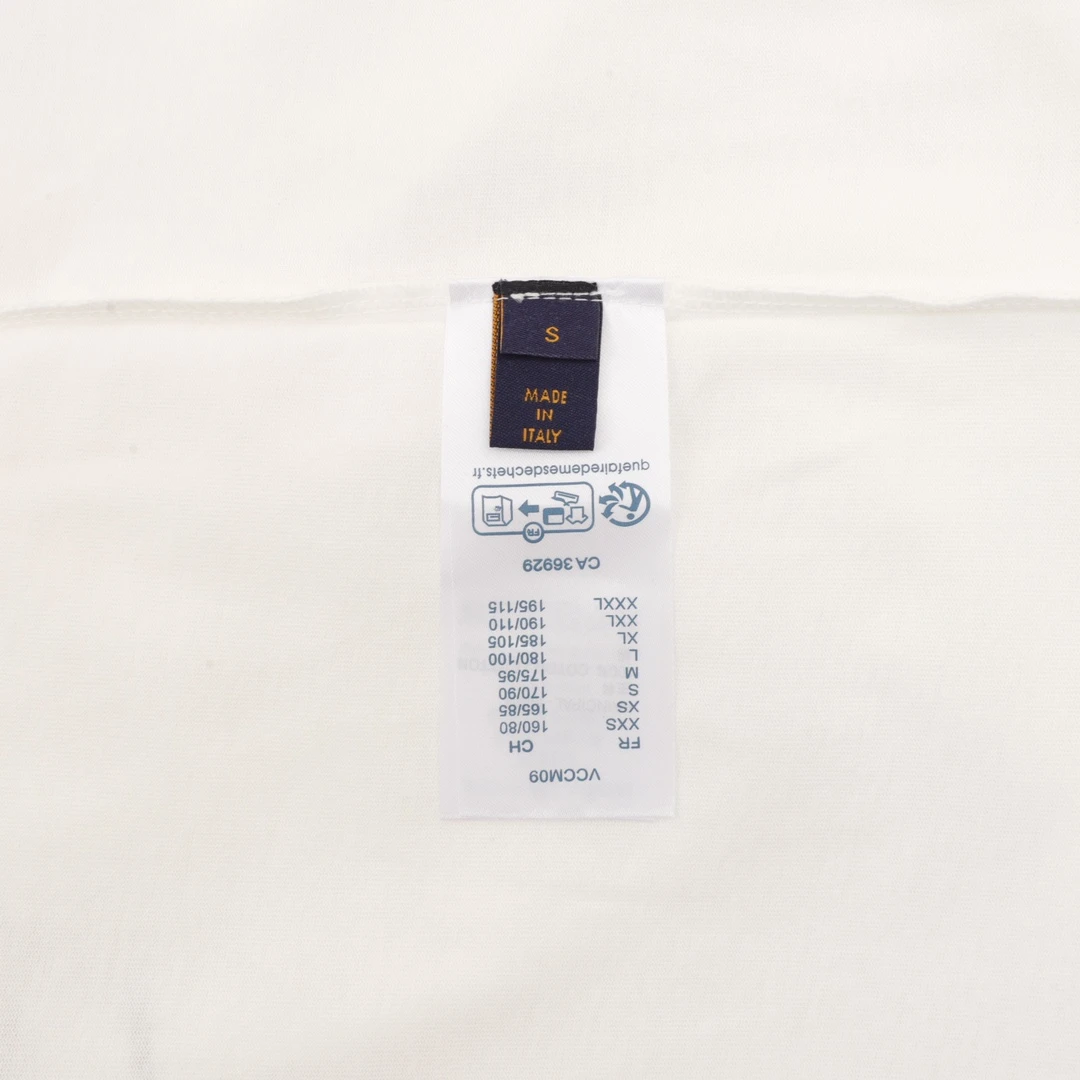 S
MADE
IN
ITALY
VCCM09
FR CH
XXS 160/80
XS 165/85
S 170/90
M 175/95
L 180/100
XL 185/105
XXL 190/110
XXXL 195/115
CA 36929
FR
quefairedemesdechets.fr